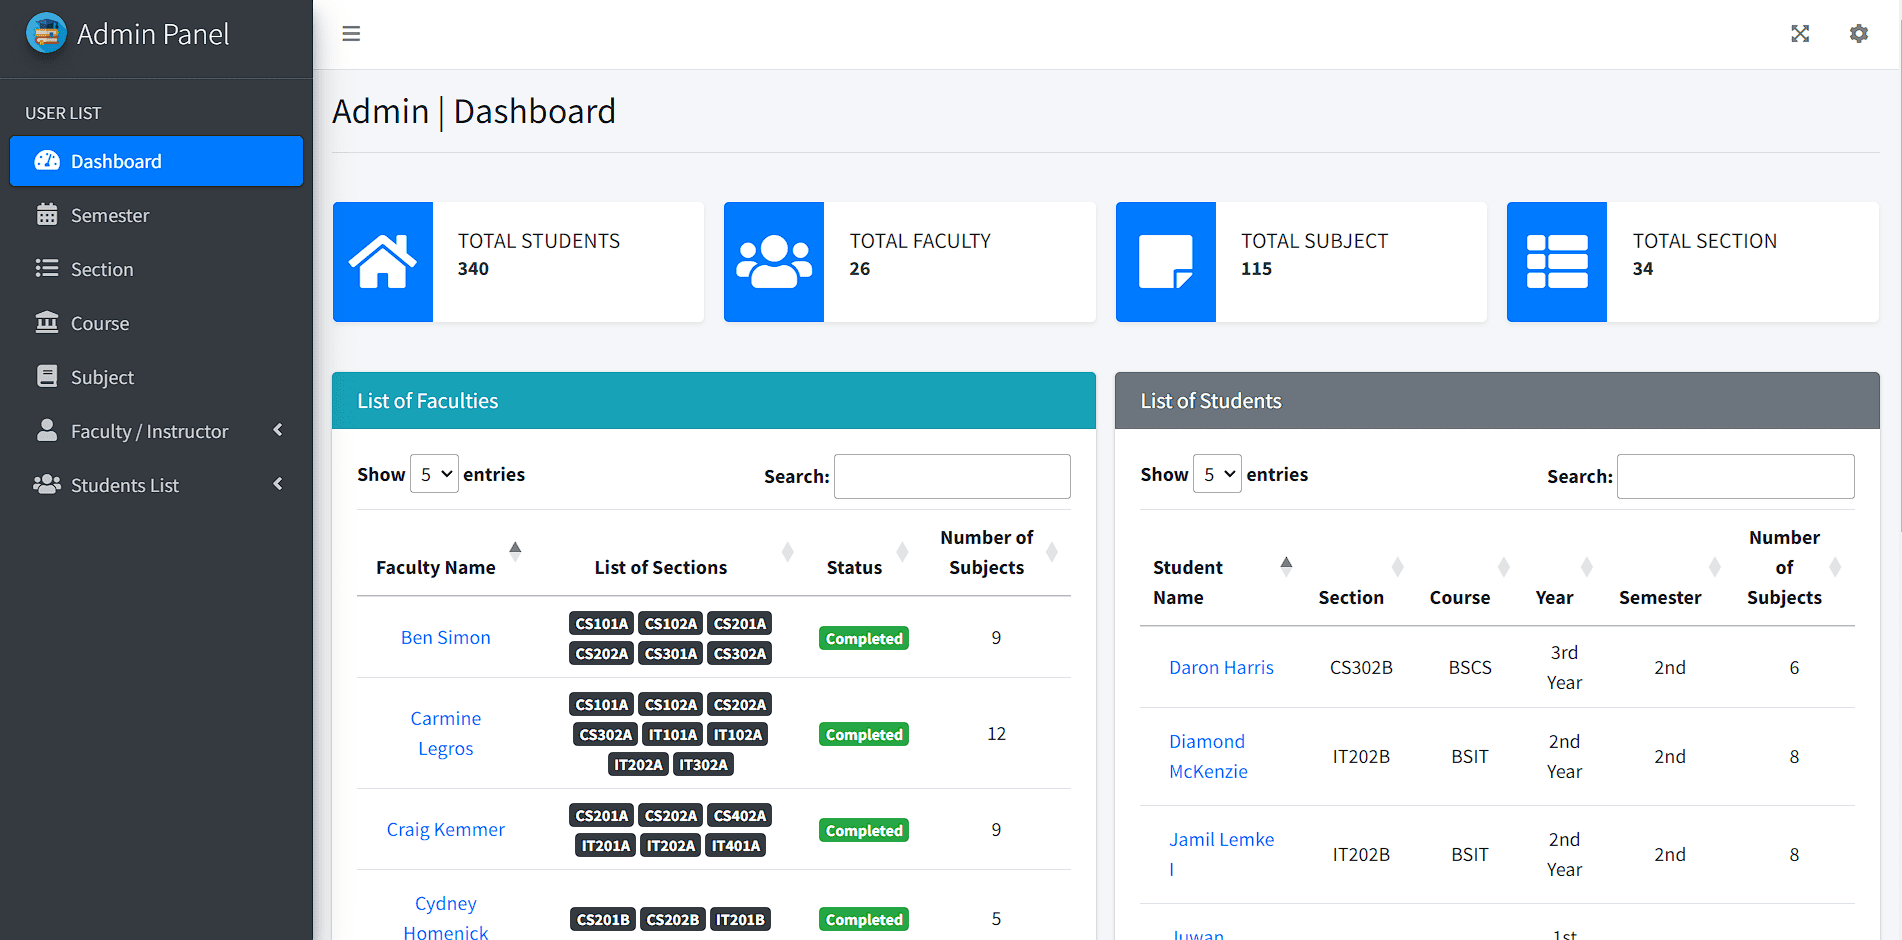 Admin Panel
USER LIST
Dashboard
Semester
Section
Course
Subject
Faculty / Instructor
Students List
Admin | Dashboard
TOTAL STUDENTS
340
TOTAL FACULTY
26
TOTAL SUBJECT
115
TOTAL SECTION
34
List of Faculties
Show 5 entries
Search:
Faculty Name List of Sections Status Number of
Subjects
Ben Simon
CS101A CS102A CS201A
CS202A CS301A CS302A
Completed
9
Carmine
Legros
CS101A CS102A CS202A
CS302A IT101A IT102A
IT202A IT302A
Completed
12
Craig Kemmer
CS201A CS202A CS402A
IT201A IT202A IT401A
Completed
9
Cydney
Homenick
CS201B CS202B IT201B
Completed
5
List of Students
Show 5 entries
Search:
Student
Name
Section
Course
Year
Semester
Number
of
Subjects
Daron Harris
CS302B
BSCS
3rd
Year
2nd
6
Diamond
McKenzie
IT202B
BSIT
2nd
Year
2nd
8
Jamil Lemke
I
IT202B
BSIT
2nd
Year
2nd
8
Juwan
1st